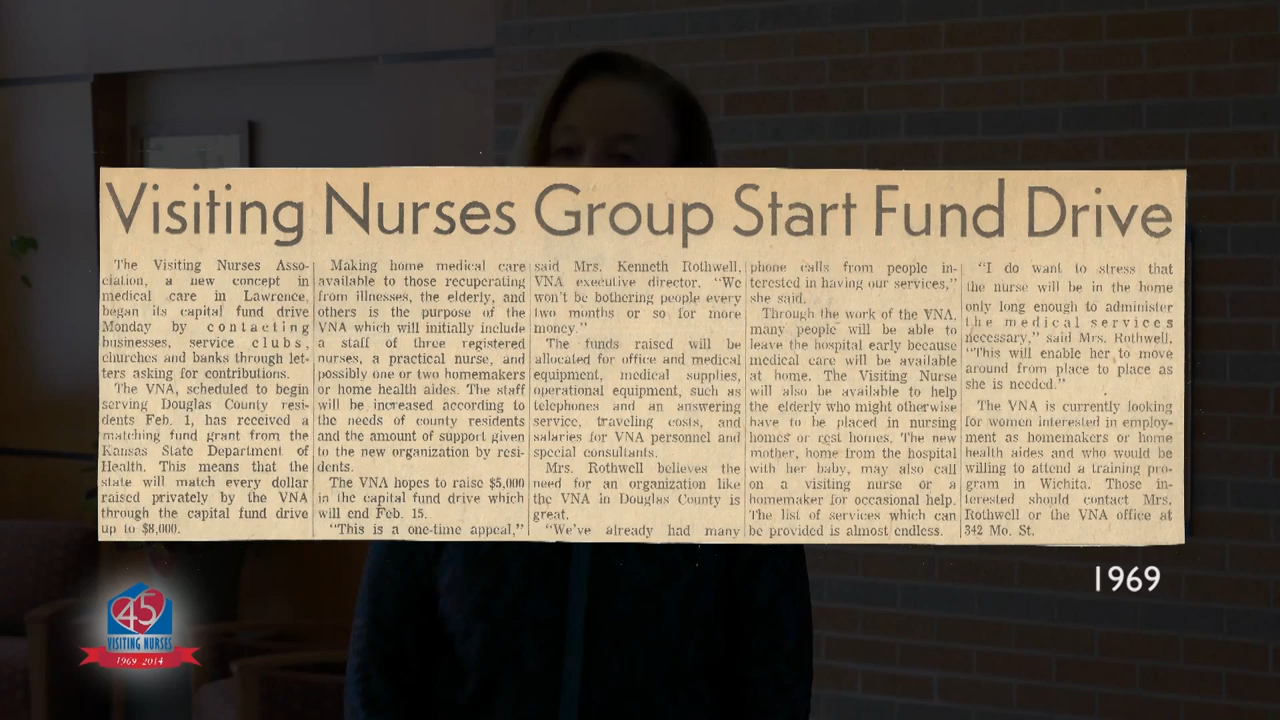 Visiting Nurses Group Start Fund Drive
The Visiting Nurses Asso-
ciation, a new concept in
medical care in Lawrence,
began its capital fund drive
Monday by contacting
businesses, service clubs,
churches and banks through let-
ters asking for contributions.
The VNA, scheduled to begin
serving Douglas County resi-
dents Feb. 1, has received a
matching fund grant from the
Kansas State Department of
Health. This means that the
state will match every dollar
raised privately by the VNA
through the capital fund drive
up to $8,000.
Making home medical care
available to those recuperating
from illnesses, the elderly, and
others is the purpose of the
VNA which will initially include
a staff of three registered
nurses, a practical nurse, and
possibly one or two homemakers
or home health aides. The staff
will be increased according to
the needs of county residents
and the amount of support given
to the new organization by resi-
dents.
The VNA hopes to raise $5,000
in the capital fund drive which
will end Feb. 15.
"This is a one-time appeal,"
said Mrs. Kenneth Rothwell,
VNA executive director. "We
won't be bothering people every
two months or so for more
money."
The funds raised will be
allocated for office and medical
equipment, medical supplies,
operational equipment, such as
telephones and an answering
service, traveling costs, and
salaries for VNA personnel and
special consultants.
Mrs. Rothwell believes the
need for an organization like
the VNA in Douglas County is
great.
"We've already had many
phone calls from people in-
terested in having our services,"
she said.
Through the work of the VNA,
many people will be able to
leave the hospital early because
medical care will be available
at home. The Visiting Nurse
will also be available to help
the elderly who might otherwise
have to be placed in nursing
homes or rest homes. The new
mother, home from the hospital
with her baby, may also call
on a visiting nurse or a
homemaker for occasional help.
The list of services which can
be provided is almost endless.
"I do want to stress that
the nurse will be in the home
only long enough to administer
the medical services
necessary," said Mrs. Rothwell,
"This will enable her to move
around from place to place as
she is needed."
The VNA is currently looking
for women interested in employ-
ment as homemakers or home
health aides and who would be
willing to attend a training pro-
gram in Wichita. Those in-
terested should contact Mrs.
Rothwell or the VNA office at
342 Mo. St.
1969
45
VISITING NURSES
1969 2014